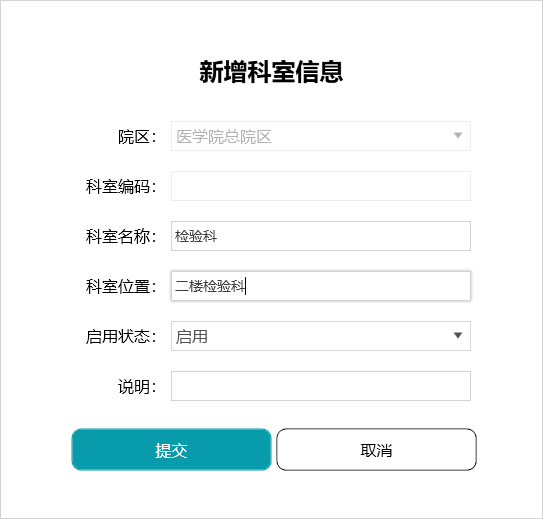 新增科室信息
院区： 医学院总院区
科室编码：
科室名称： 检验科
科室位置： 二楼检验科
启用状态： 启用
说明：
提交 取消